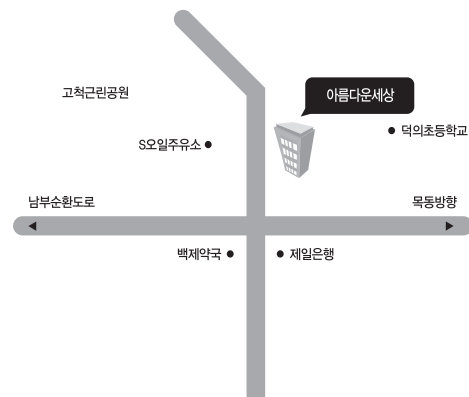 아름다운세상
고척근린공원
덕의초등학교
S오일주유소
남부순환도로
목동방향
백제약국
제일은행